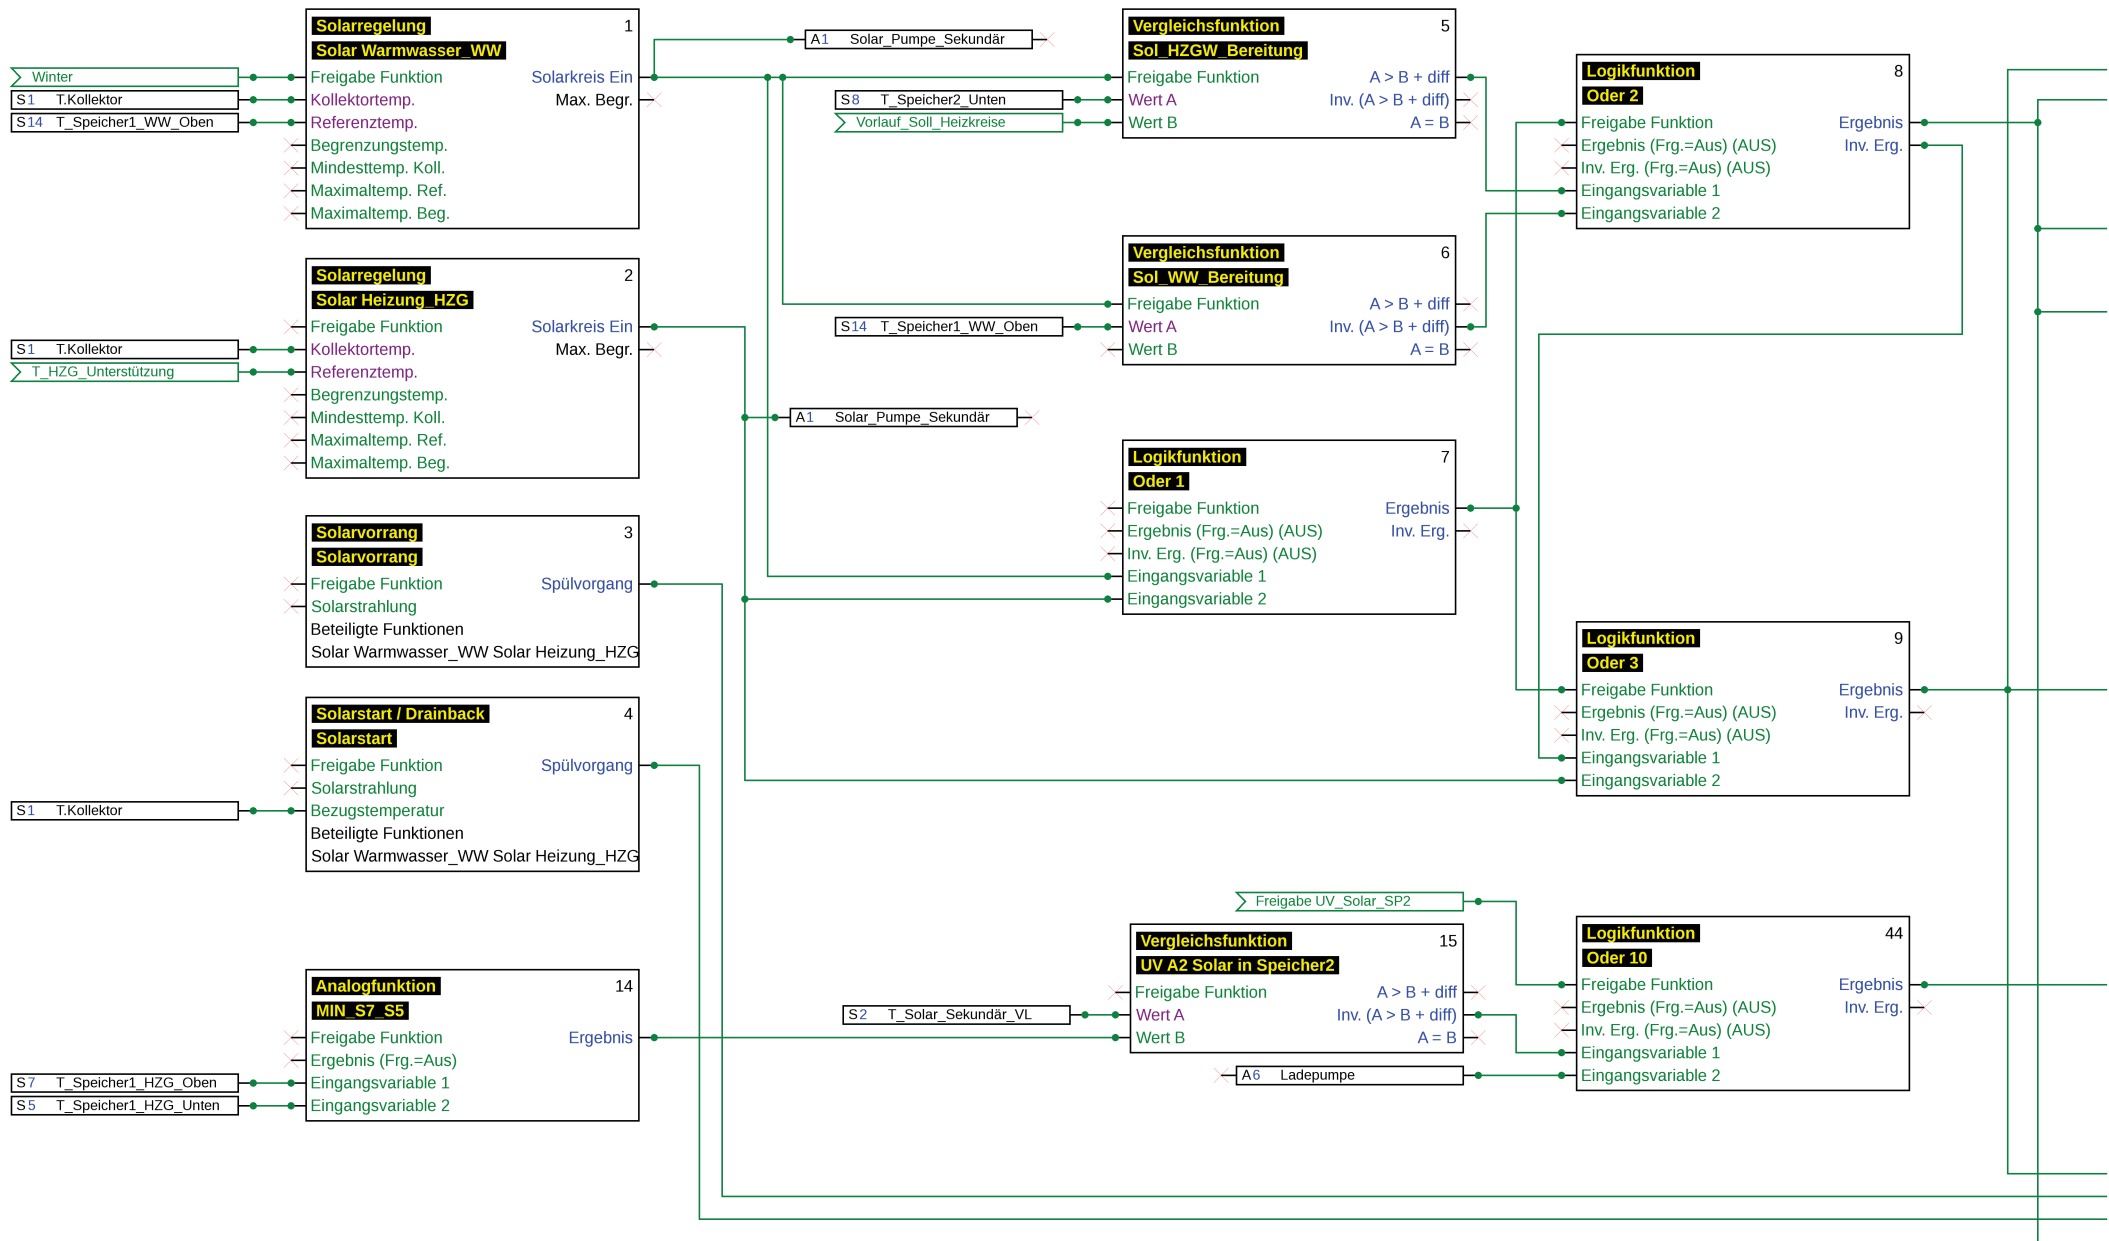 Solarregelung 1
Solar Warmwasser_WW
Winter
Freigabe Funktion Solarkreis Ein
S1 T.Kollektor
Kollektortemp. Max. Begr.
S14 T_Speicher1_WW_Oben
Referenztemp.
Begrenzungstemp.
Mindesttemp. Koll.
Maximaltemp. Ref.
Maximaltemp. Beg.
A1 Solar_Pumpe_Sekundär
Solarregelung 2
Solar Heizung_HZG
Freigabe Funktion Solarkreis Ein
S1 T.Kollektor
Kollektortemp. Max. Begr.
T_HZG_Unterstützung
Referenztemp.
Begrenzungstemp.
Mindesttemp. Koll.
Maximaltemp. Ref.
Maximaltemp. Beg.
A1 Solar_Pumpe_Sekundär
Solarvorrang 3
Solarvorrang
Freigabe Funktion Spülvorgang
Solarstrahlung
Beteiligte Funktionen
Solar Warmwasser_WW Solar Heizung_HZG
Solarstart / Drainback 4
Solarstart
Freigabe Funktion Spülvorgang
Solarstrahlung
S1 T.Kollektor
Bezugstemperatur
Beteiligte Funktionen
Solar Warmwasser_WW Solar Heizung_HZG
Analogfunktion 14
MIN_S7_S5
Freigabe Funktion Ergebnis
Ergebnis (Frg.=Aus)
S7 T_Speicher1_HZG_Oben
Eingangsvariable 1
S5 T_Speicher1_HZG_Unten
Eingangsvariable 2
Vergleichsfunktion 5
Sol_HZGW_Bereitung
Freigabe Funktion A > B + diff
S8 T_Speicher2_Unten
Wert A Inv. (A > B + diff)
Vorlauf_Soll_Heizkreise
Wert B A = B
Vergleichsfunktion 6
Sol_WW_Bereitung
Freigabe Funktion A > B + diff
S14 T_Speicher1_WW_Oben
Wert A Inv. (A > B + diff)
Wert B A = B
Logikfunktion 7
Oder 1
Freigabe Funktion Ergebnis
Ergebnis (Frg.=Aus) (AUS) Inv. Erg.
Inv. Erg. (Frg.=Aus) (AUS)
Eingangsvariable 1
Eingangsvariable 2
Freigabe UV_Solar_SP2
Vergleichsfunktion 15
UV A2 Solar in Speicher2
Freigabe Funktion A > B + diff
S2 T_Solar_Sekundär_VL
Wert A Inv. (A > B + diff)
Wert B A = B
A6 Ladepumpe
Logikfunktion 8
Oder 2
Freigabe Funktion Ergebnis
Ergebnis (Frg.=Aus) (AUS) Inv. Erg.
Inv. Erg. (Frg.=Aus) (AUS)
Eingangsvariable 1
Eingangsvariable 2
Logikfunktion 9
Oder 3
Freigabe Funktion Ergebnis
Ergebnis (Frg.=Aus) (AUS) Inv. Erg.
Inv. Erg. (Frg.=Aus) (AUS)
Eingangsvariable 1
Eingangsvariable 2
Logikfunktion 44
Oder 10
Freigabe Funktion Ergebnis
Ergebnis (Frg.=Aus) (AUS) Inv. Erg.
Inv. Erg. (Frg.=Aus) (AUS)
Eingangsvariable 1
Eingangsvariable 2